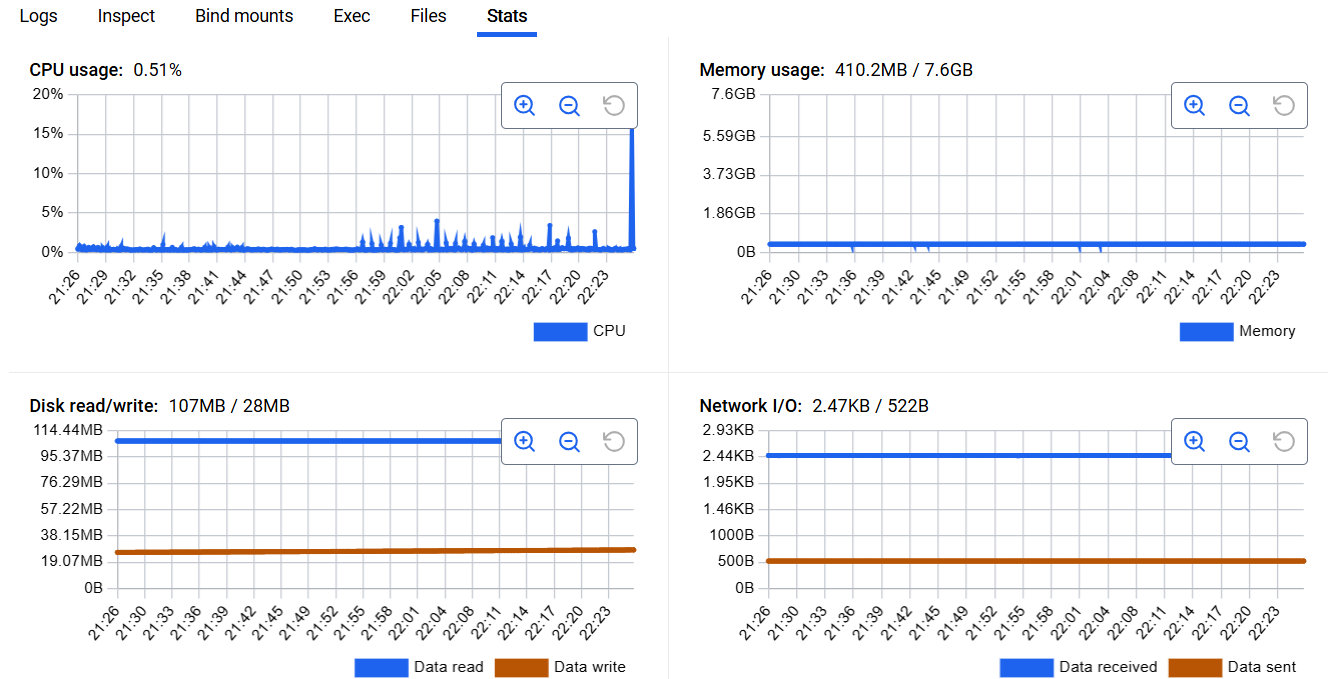 Logs Inspect Bind mounts Exec Files Stats
CPU usage: 0.51%
20%
15%
10%
5%
0%
21:26 21:29 21:32 21:35 21:38 21:41 21:44 21:47 21:50 21:53 21:56 21:59 22:02 22:05 22:08 22:11 22:14 22:17 22:20 22:23
CPU
Memory usage: 410.2MB / 7.6GB
7.6GB
5.59GB
3.73GB
1.86GB
0B
21:26 21:30 21:33 21:36 21:39 21:42 21:45 21:49 21:52 21:55 21:58 22:01 22:04 22:08 22:11 22:14 22:17 22:20 22:23
Memory
Disk read/write: 107MB / 28MB
114.44MB
95.37MB
76.29MB
57.22MB
38.15MB
19.07MB
0B
21:26 21:30 21:33 21:36 21:39 21:42 21:45 21:49 21:52 21:55 21:58 22:01 22:04 22:08 22:11 22:14 22:17 22:20 22:23
Data read Data write
Network I/O: 2.47KB / 522B
2.93KB
2.44KB
1.95KB
1.46KB
1000B
500B
0B
21:26 21:30 21:33 21:36 21:39 21:42 21:45 21:49 21:52 21:55 21:58 22:01 22:04 22:08 22:11 22:14 22:17 22:20 22:23
Data received Data sent